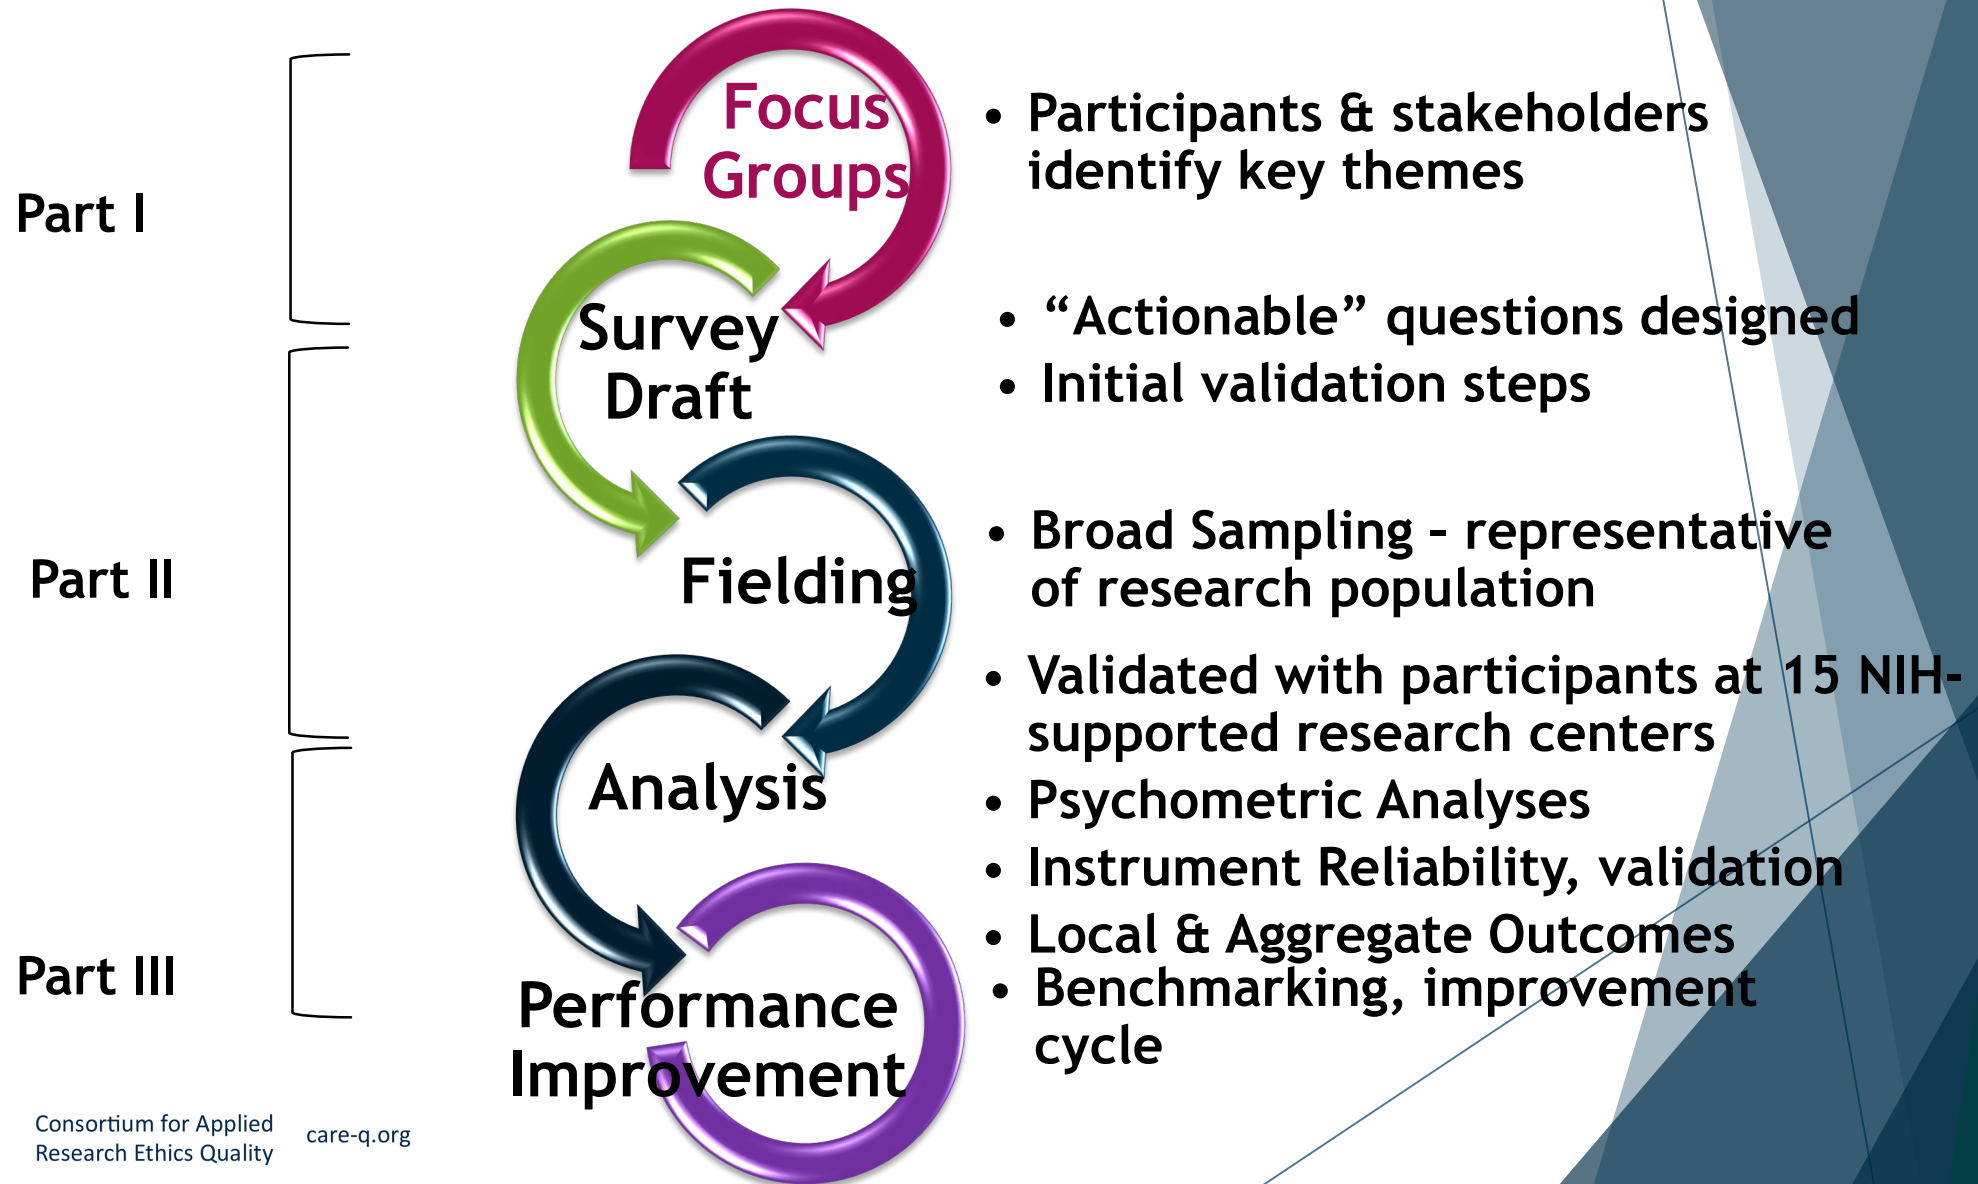 Part I
Part II
Part III
Focus
Groups
Survey
Draft
Fielding
Analysis
Performance
Improvement
• Participants & stakeholders
identify key themes
• “Actionable” questions designed
• Initial validation steps
• Broad Sampling – representative
of research population
• Validated with participants at 15 NIH-
supported research centers
• Psychometric Analyses
• Instrument Reliability, validation
• Local & Aggregate Outcomes
• Benchmarking, improvement
cycle
Consortium for Applied
Research Ethics Quality
care-q.org